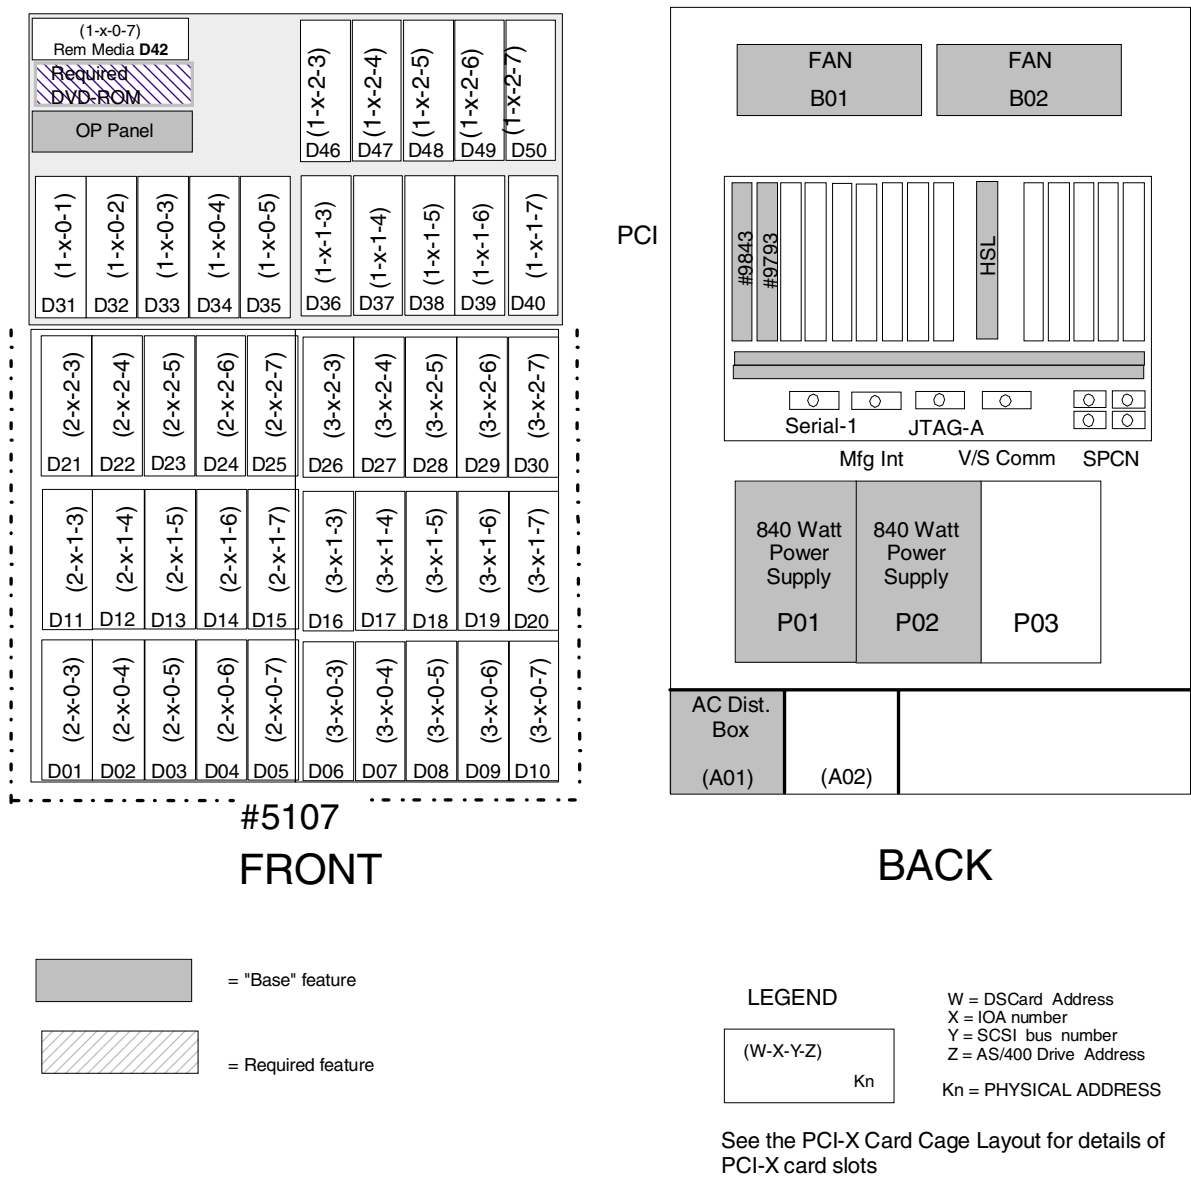 (1-x-0-7)
Rem Media D42
Required
DVD-ROM
OP Panel
(1-x-2-3)
(1-x-2-4)
(1-x-2-5)
(1-x-2-6)
(1-x-2-7)
D46
D47
D48
D49
D50
(1-x-0-1)
(1-x-0-2)
(1-x-0-3)
(1-x-0-4)
(1-x-0-5)
(1-x-1-3)
(1-x-1-4)
(1-x-1-5)
(1-x-1-6)
(1-x-1-7)
D31
D32
D33
D34
D35
D36
D37
D38
D39
D40
(2-x-2-3)
(2-x-2-4)
(2-x-2-5)
(2-x-2-6)
(2-x-2-7)
(3-x-2-3)
(3-x-2-4)
(3-x-2-5)
(3-x-2-6)
(3-x-2-7)
D21
D22
D23
D24
D25
D26
D27
D28
D29
D30
(2-x-1-3)
(2-x-1-4)
(2-x-1-5)
(2-x-1-6)
(2-x-1-7)
(3-x-1-3)
(3-x-1-4)
(3-x-1-5)
(3-x-1-6)
(3-x-1-7)
D11
D12
D13
D14
D15
D16
D17
D18
D19
D20
(2-x-0-3)
(2-x-0-4)
(2-x-0-5)
(2-x-0-6)
(2-x-0-7)
(3-x-0-3)
(3-x-0-4)
(3-x-0-5)
(3-x-0-6)
(3-x-0-7)
D01
D02
D03
D04
D05
D06
D07
D08
D09
D10
#5107
FRONT
FAN
B01
FAN
B02
PCI
#9843
#9793
HSL
Serial-1
JTAG-A
Mfg Int
V/S Comm
SPCN
840 Watt
Power
Supply
P01
840 Watt
Power
Supply
P02
P03
AC Dist.
Box
(A01)
(A02)
BACK
= "Base" feature
= Required feature
LEGEND
(W-X-Y-Z)
Kn
W = DSCard Address
X = IOA number
Y = SCSI bus number
Z = AS/400 Drive Address
Kn = PHYSICAL ADDRESS
See the PCI-X Card Cage Layout for details of
PCI-X card slots